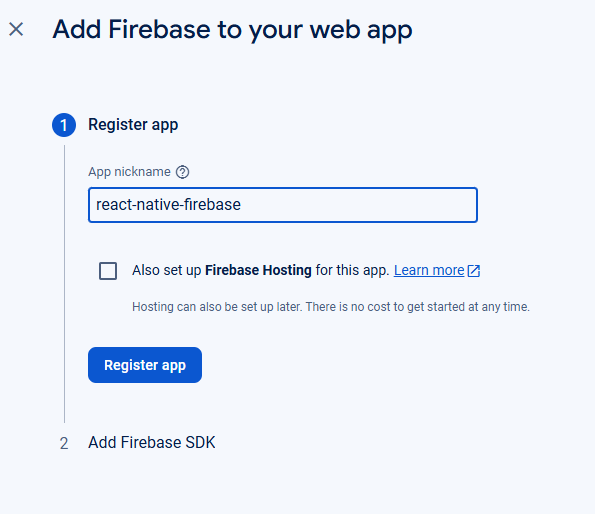 Add Firebase to your web app
1 Register app
App nickname
react-native-firebase
Also set up Firebase Hosting for this app. Learn more
Hosting can also be set up later. There is no cost to get started at any time.
Register app
2 Add Firebase SDK